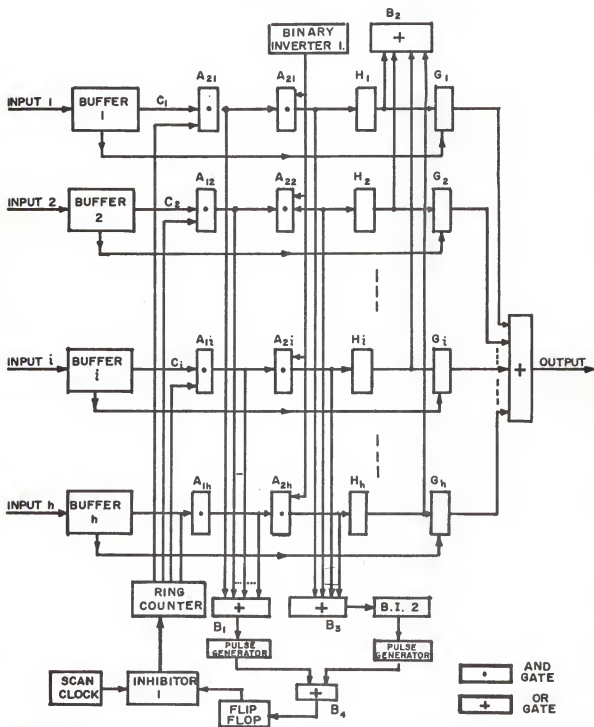 BINARY
INVERTER 1.
B2
A21
A21
H1
G1
INPUT 1
BUFFER
1
C1
A12
A22
H2
G2
INPUT 2
BUFFER
2
C2
A1i
A2i
Hi
Gi
INPUT i
BUFFER
i
Ci
+
OUTPUT
A1h
A2h
Hh
Gh
INPUT h
BUFFER
h
RING
COUNTER
+
B1
+
B3
B.I. 2
PULSE
GENERATOR
PULSE
GENERATOR
SCAN
CLOCK
INHIBITOR
1
FLIP
FLOP
+
B4
AND
GATE
+
OR
GATE